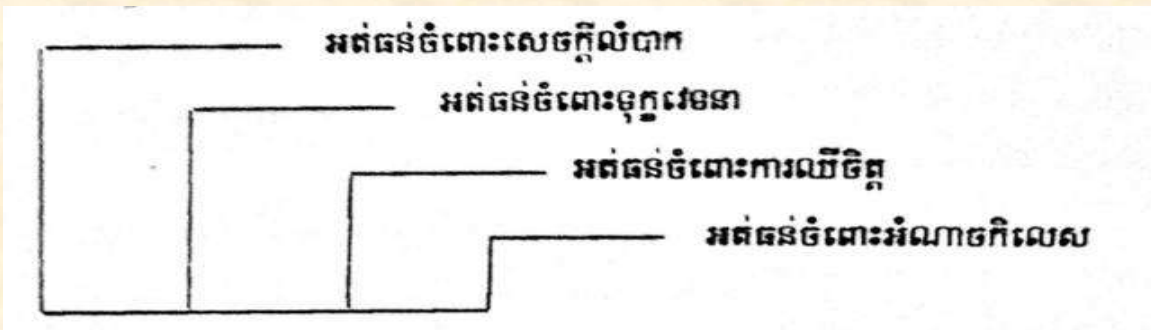 អត់ធន់ចំពោះសេចក្តីលំបាក
អត់ធន់ចំពោះទុក្ខវេទនា
អត់ធន់ចំពោះការឈឺចិត្ត
អត់ធន់ចំពោះអំណាចកិលេស